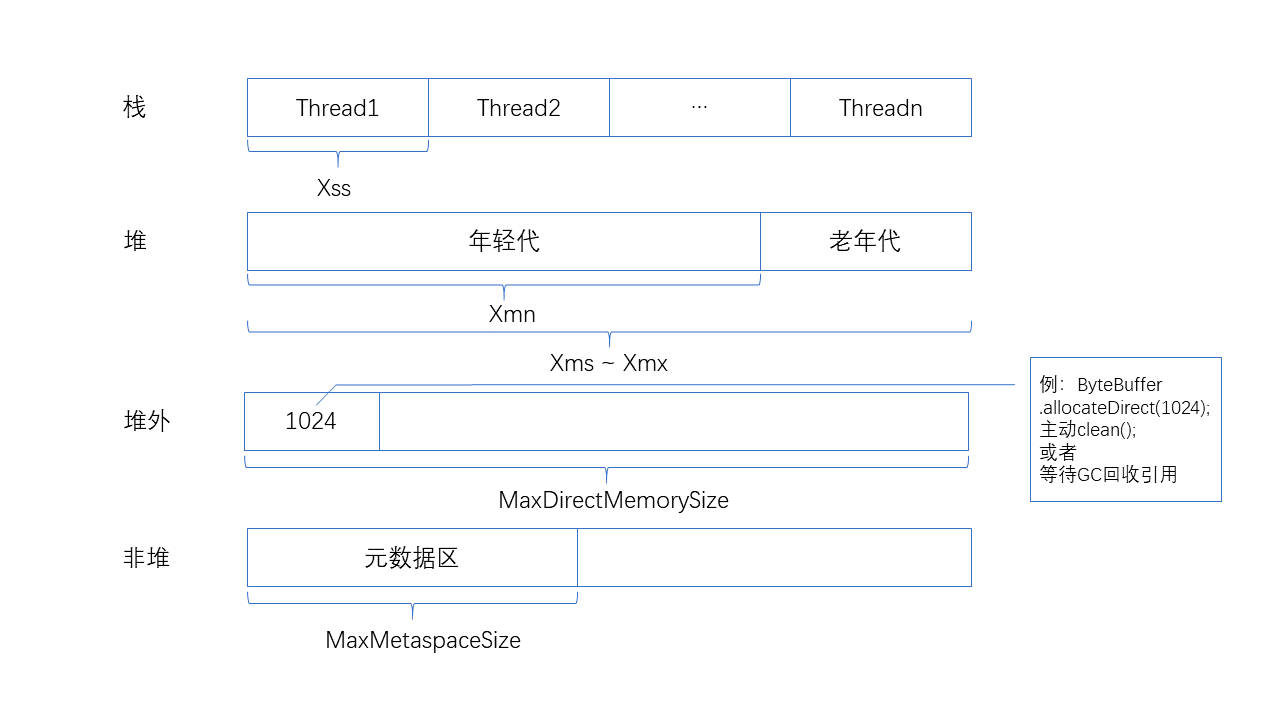 栈
Thread1
Thread2
...
Threadn
Xss
堆
年轻代
老年代
Xmn
Xms ~ Xmx
堆外
1024
例：ByteBuffer
.allocateDirect(1024);
主动clean();
或者
等待GC回收引用
MaxDirectMemorySize
非堆
元数据区
MaxMetaspaceSize